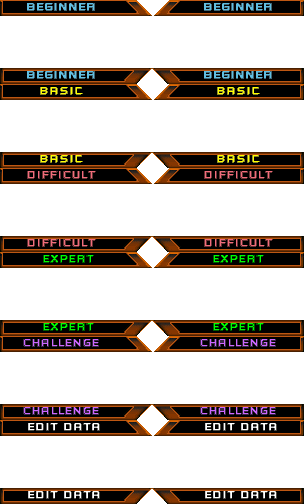 BEGINNER BEGINNER
BEGINNER BEGINNER
BASIC BASIC
BASIC BASIC
DIFFICULT DIFFICULT
DIFFICULT DIFFICULT
EXPERT EXPERT
EXPERT EXPERT
CHALLENGE CHALLENGE
CHALLENGE CHALLENGE
EDIT DATA EDIT DATA
EDIT DATA EDIT DATA